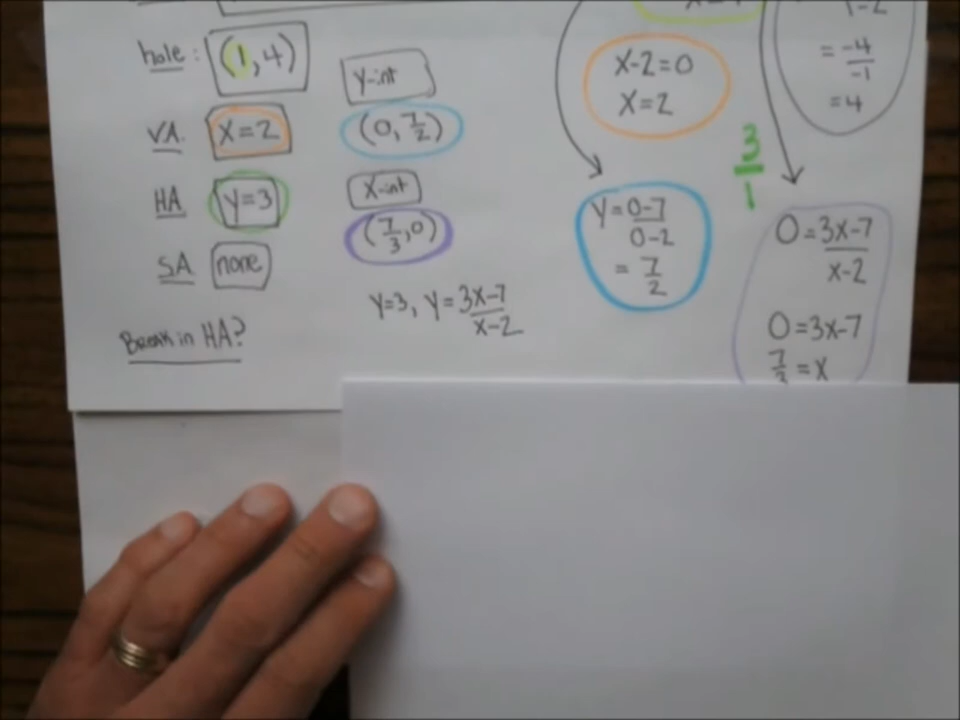 hole: (1,4)
VA. x=2
HA y=3
SA none
Break in HA?
y-int
(0, 7/2)
x-int
(7/3, 0)
y=3, y= 3x-7/x-2
x-2=0
x=2
y= 0-7/0-2
= 7/2
3/1
1-2
= -4/-1
=4
0= 3x-7/x-2
0=3x-7
7/3 =x